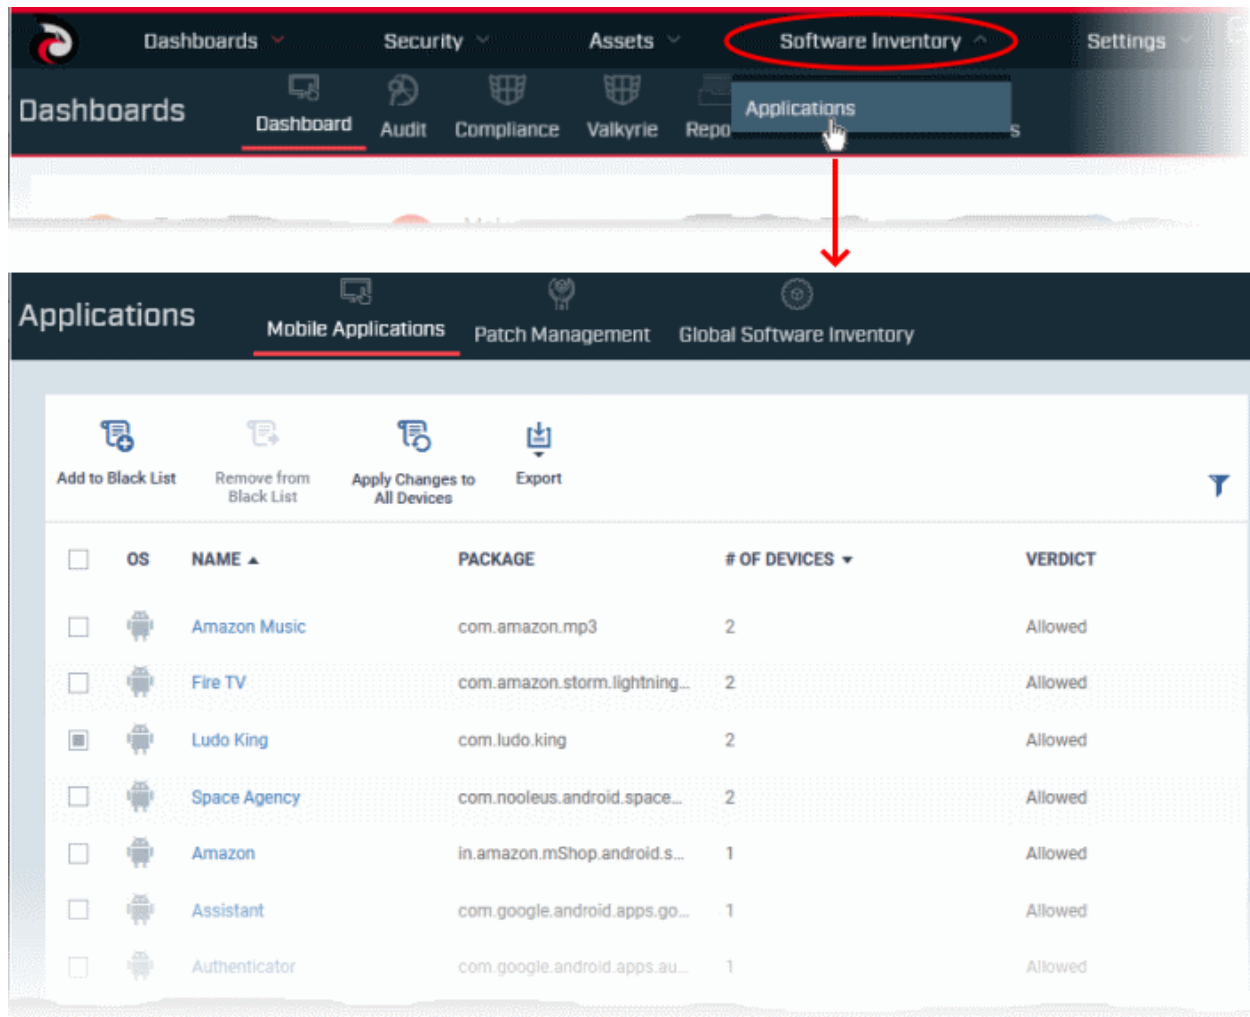 Dashboards Security Assets Software Inventory Settings
Dashboards Dashboard Audit Compliance Valkyrie Repo Applications s
Applications Mobile Applications Patch Management Global Software Inventory
Add to Black List Remove from Black List Apply Changes to All Devices Export
OS NAME PACKAGE # OF DEVICES VERDICT
Amazon Music com.amazon.mp3 2 Allowed
Fire TV com.amazon.storm.lightning... 2 Allowed
Ludo King com.ludo.king 2 Allowed
Space Agency com.nooleus.android.space... 2 Allowed
Amazon in.amazon.mShop.android.s... 1 Allowed
Assistant com.google.android.apps.go... 1 Allowed
Authenticator com.google.android.apps.au... 1 Allowed